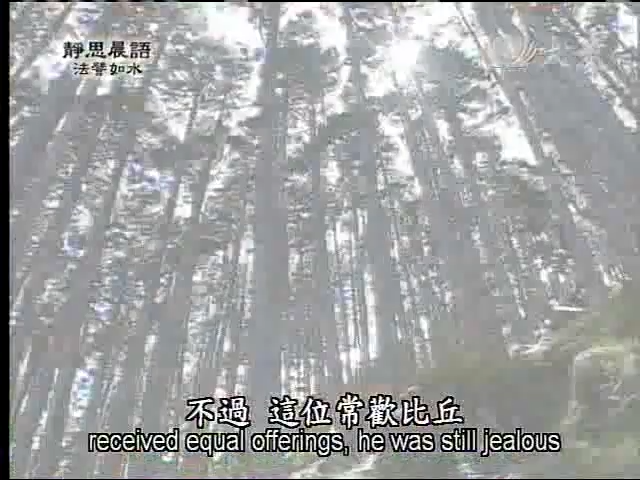 靜思晨語
法譬如水
不過 這位常歡比丘
received equal offerings, he was still jealous